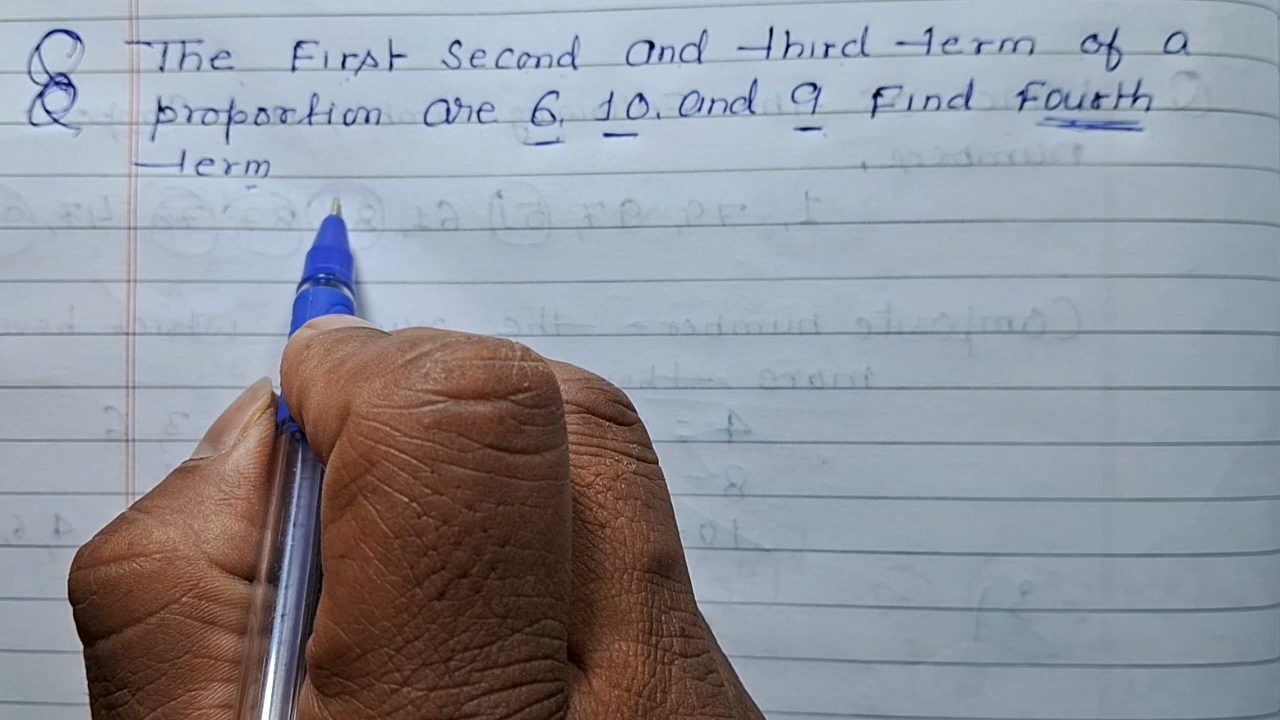 Q The First Second and third term of a
Q proportion are 6, 10. and 9 Find Fourth
term